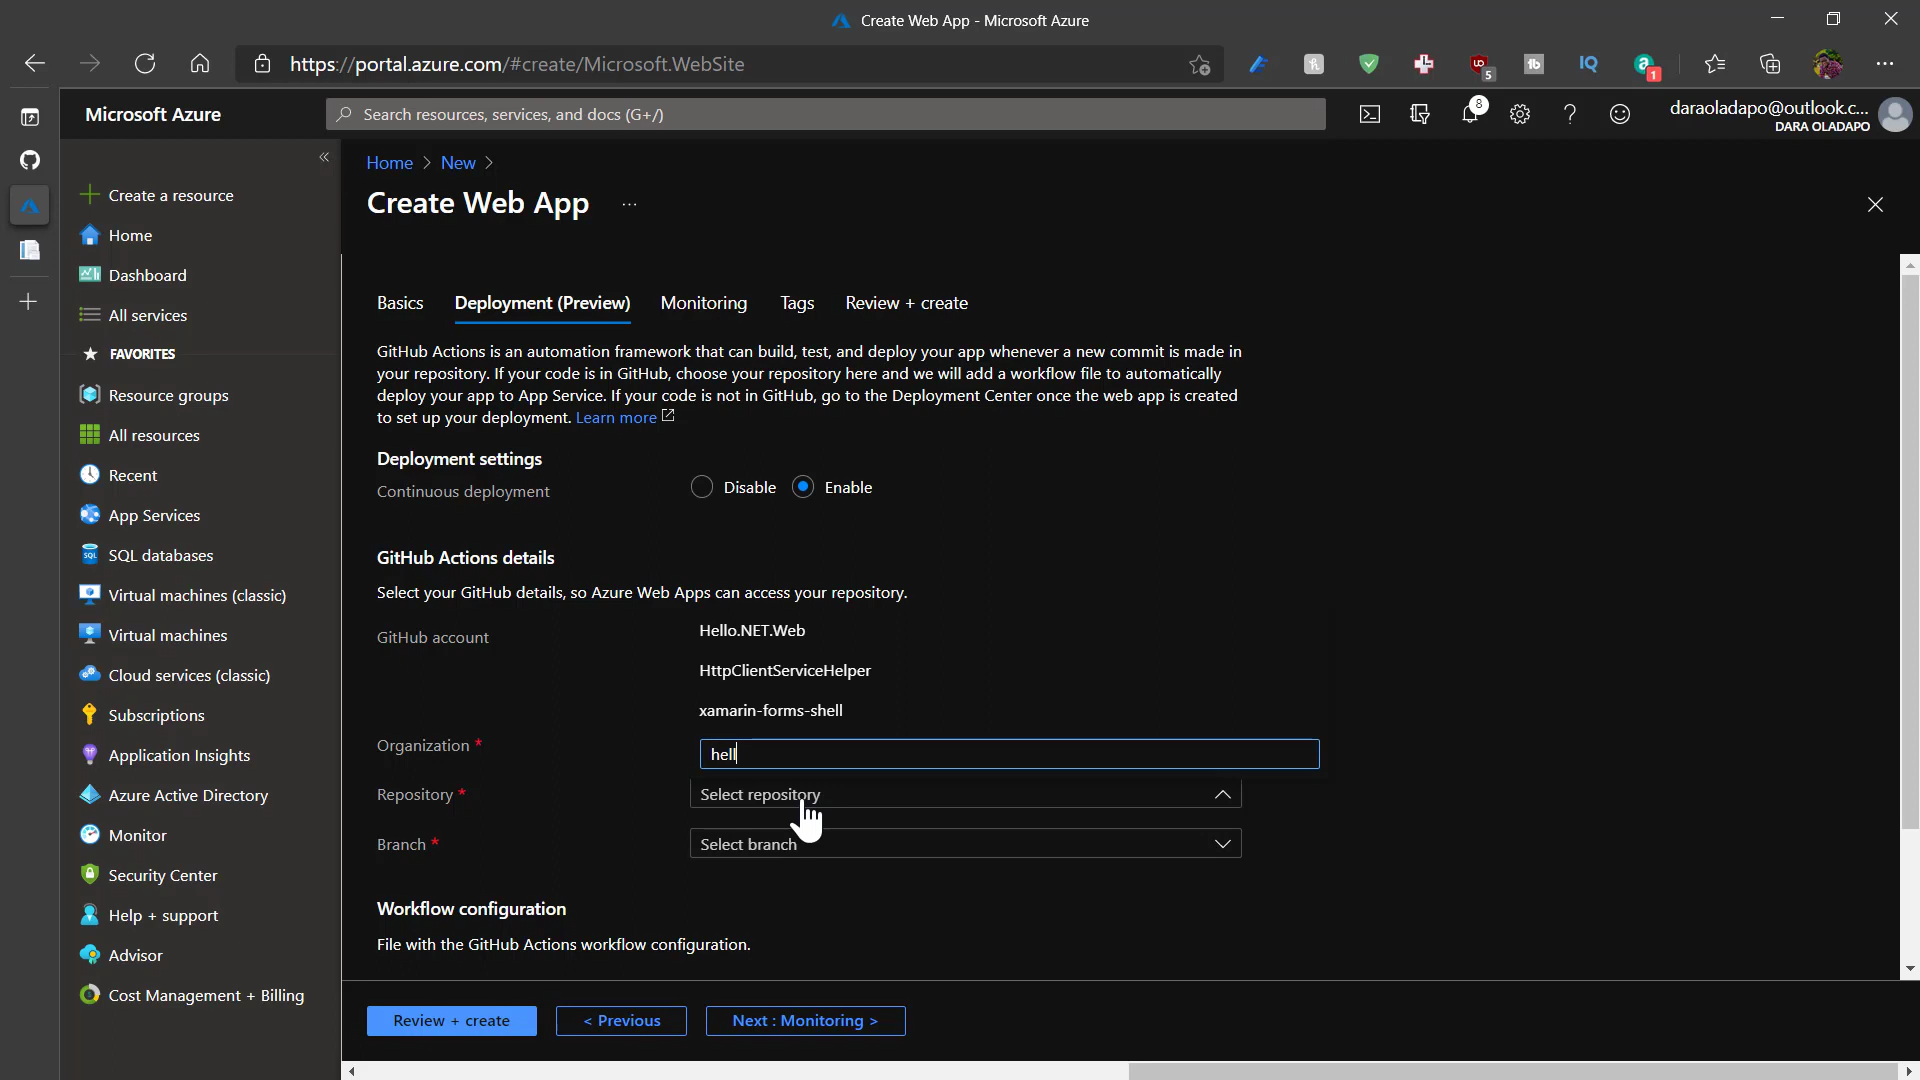 Create Web App - Microsoft Azure
https://portal.azure.com/#create/Microsoft.WebSite
5
1
Microsoft Azure
Search resources, services, and docs (G+/)
8
daraoladapo@outlook.c...
DARA OLADAPO
Home > New >
Create Web App ...
Create a resource
Home
Dashboard
All services
FAVORITES
Resource groups
All resources
Recent
App Services
SQL databases
Virtual machines (classic)
Virtual machines
Cloud services (classic)
Subscriptions
Application Insights
Azure Active Directory
Monitor
Security Center
Help + support
Advisor
Cost Management + Billing
Basics
Deployment (Preview)
Monitoring
Tags
Review + create
GitHub Actions is an automation framework that can build, test, and deploy your app whenever a new commit is made in
your repository. If your code is in GitHub, choose your repository here and we will add a workflow file to automatically
deploy your app to App Service. If your code is not in GitHub, go to the Deployment Center once the web app is created
to set up your deployment. Learn more
Deployment settings
Continuous deployment
Disable
Enable
GitHub Actions details
Select your GitHub details, so Azure Web Apps can access your repository.
GitHub account
Hello.NET.Web
HttpClientServiceHelper
xamarin-forms-shell
Organization *
hell
Repository *
Select repository
Branch *
Select branch
Workflow configuration
File with the GitHub Actions workflow configuration.
Review + create
< Previous
Next : Monitoring >